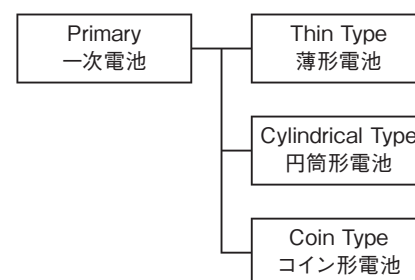 Primary
一次電池
Thin Type
薄形電池
Cylindrical Type
円筒形電池
Coin Type
コイン形電池